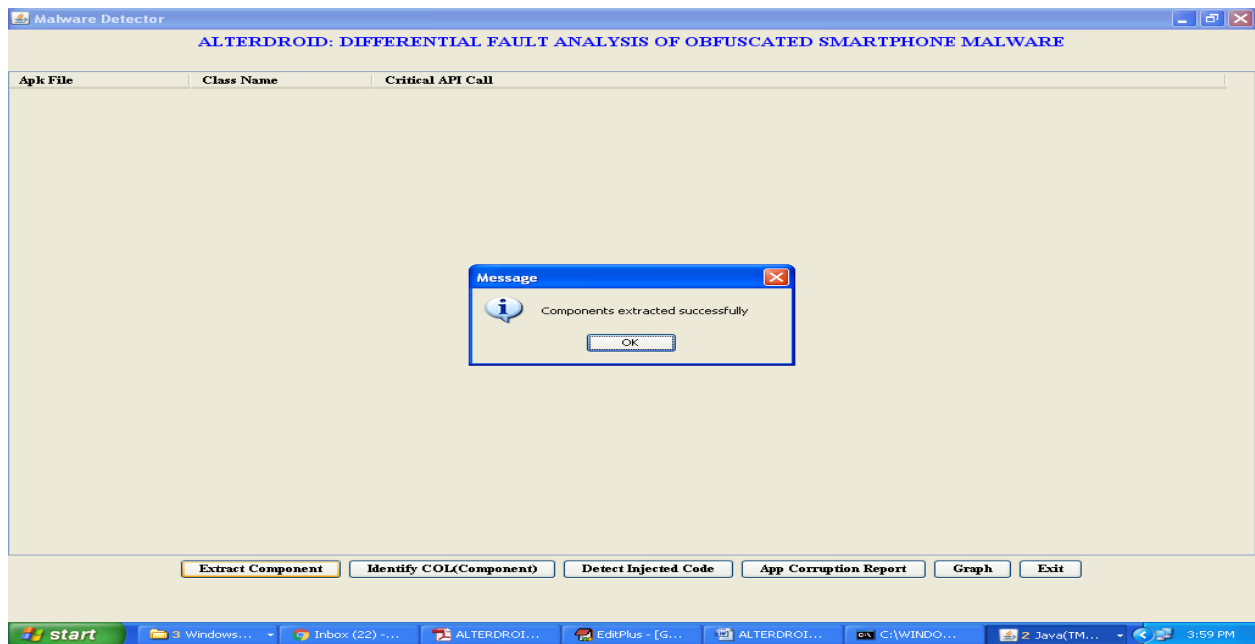 Malware Detector
ALTERDROID: DIFFERENTIAL FAULT ANALYSIS OF OBFUSCATED SMARTPHONE MALWARE
Apk File Class Name Critical API Call
Message
Components extracted successfully
OK
Extract Component Identify COL(Component) Detect Injected Code App Corruption Report Graph Exit
start 3 Windows... Inbox (22) -... ALTERDROI... EditPlus - [G... ALTERDROI... C:\WINDO... 2 Java(TM... 3:59 PM